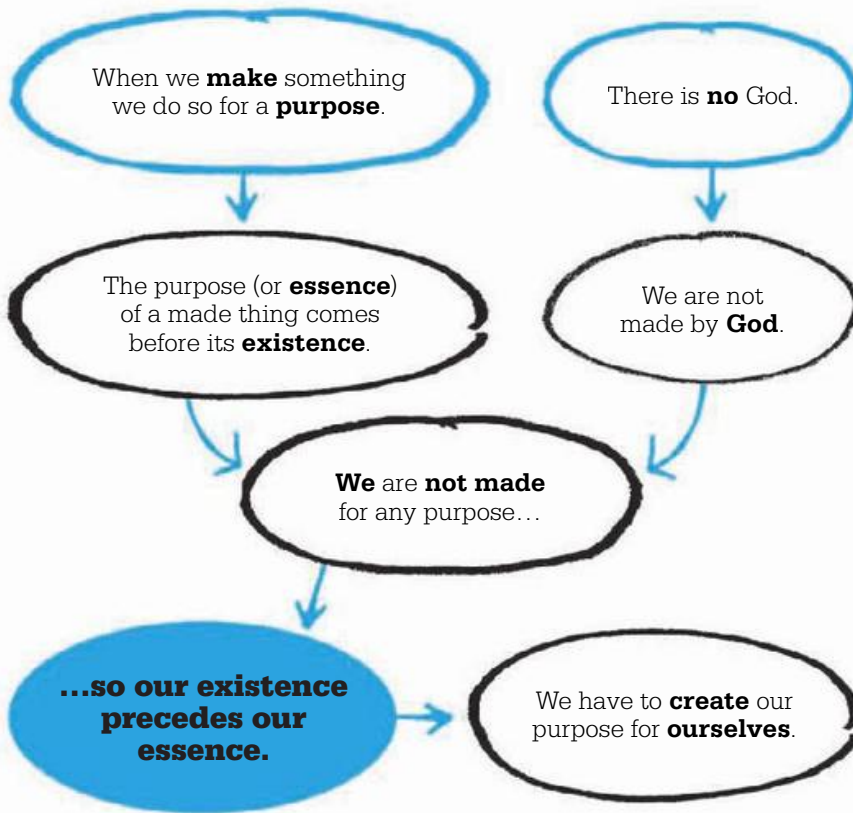 When we make something
we do so for a purpose.
There is no God.
The purpose (or essence)
of a made thing comes
before its existence.
We are not
made by God.
We are not made
for any purpose…
…so our existence
precedes our
essence.
We have to create our
purpose for ourselves.